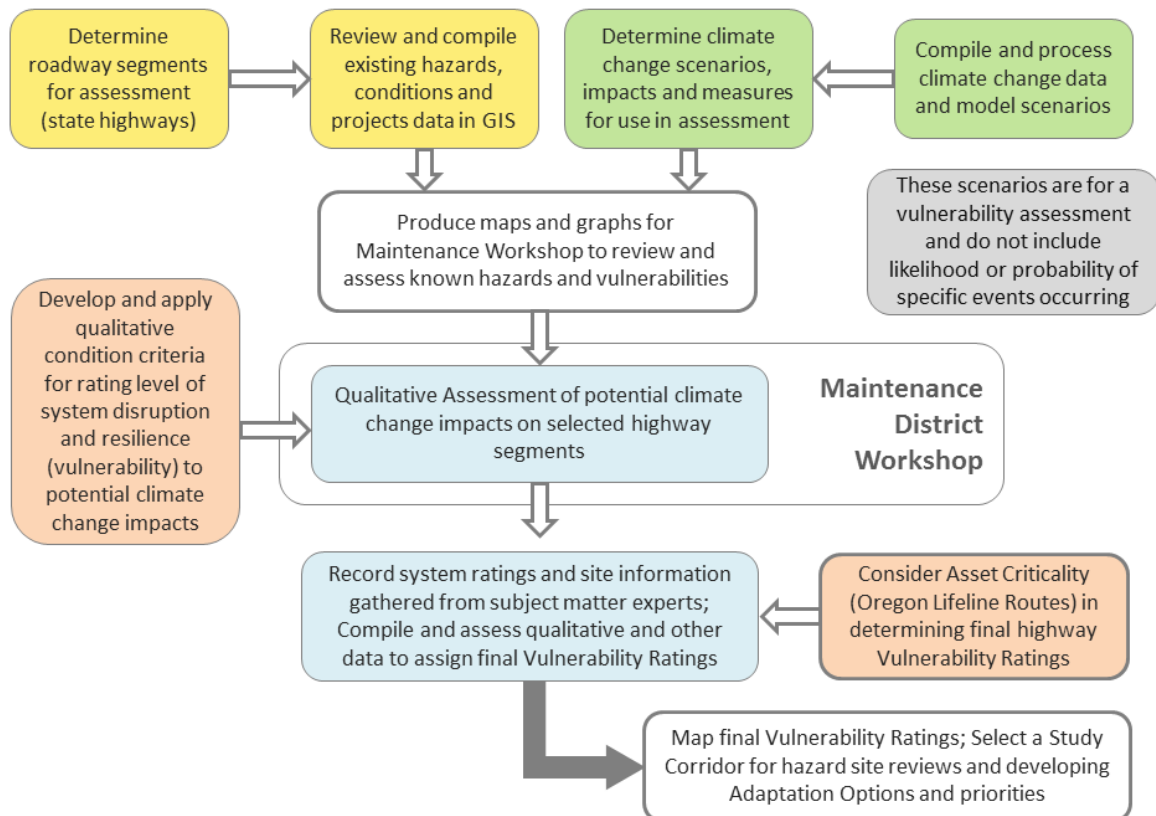 Determine
roadway segments
for assessment
(state highways)
Review and compile
existing hazards,
conditions and
projects data in GIS
Determine climate
change scenarios,
impacts and measures
for use in assessment
Compile and process
climate change data
and model scenarios
These scenarios are for a
vulnerability assessment
and do not include
likelihood or probability of
specific events occurring
Produce maps and graphs for
Maintenance Workshop to review and
assess known hazards and vulnerabilities
Develop and apply
qualitative
condition criteria
for rating level of
system disruption
and resilience
(vulnerability) to
potential climate
change impacts
Qualitative Assessment of potential climate
change impacts on selected highway
segments
Maintenance
District
Workshop
Record system ratings and site information
gathered from subject matter experts;
Compile and assess qualitative and other
data to assign final Vulnerability Ratings
Consider Asset Criticality
(Oregon Lifeline Routes) in
determining final highway
Vulnerability Ratings
Map final Vulnerability Ratings; Select a Study
Corridor for hazard site reviews and developing
Adaptation Options and priorities